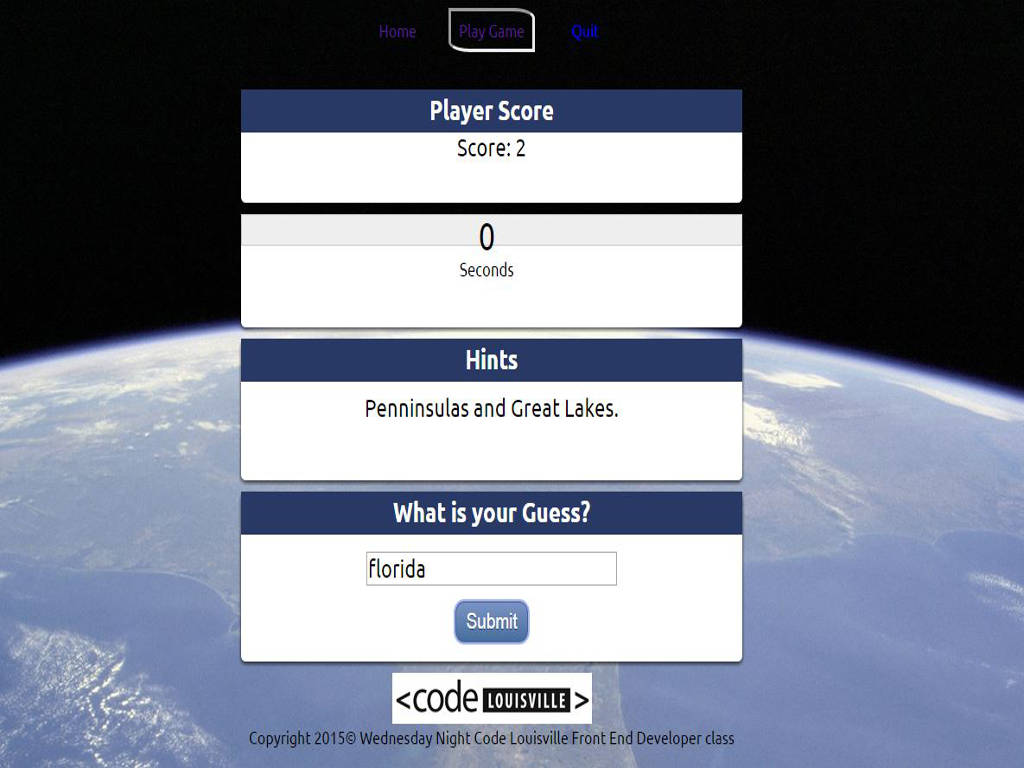 Home Play Game Quit
Player Score
Score: 2
0
Seconds
Hints
Penninsulas and Great Lakes.
What is your Guess?
florida
Submit
<code LOUISVILLE>
Copyright 2015© Wednesday Night Code Louisville Front End Developer class